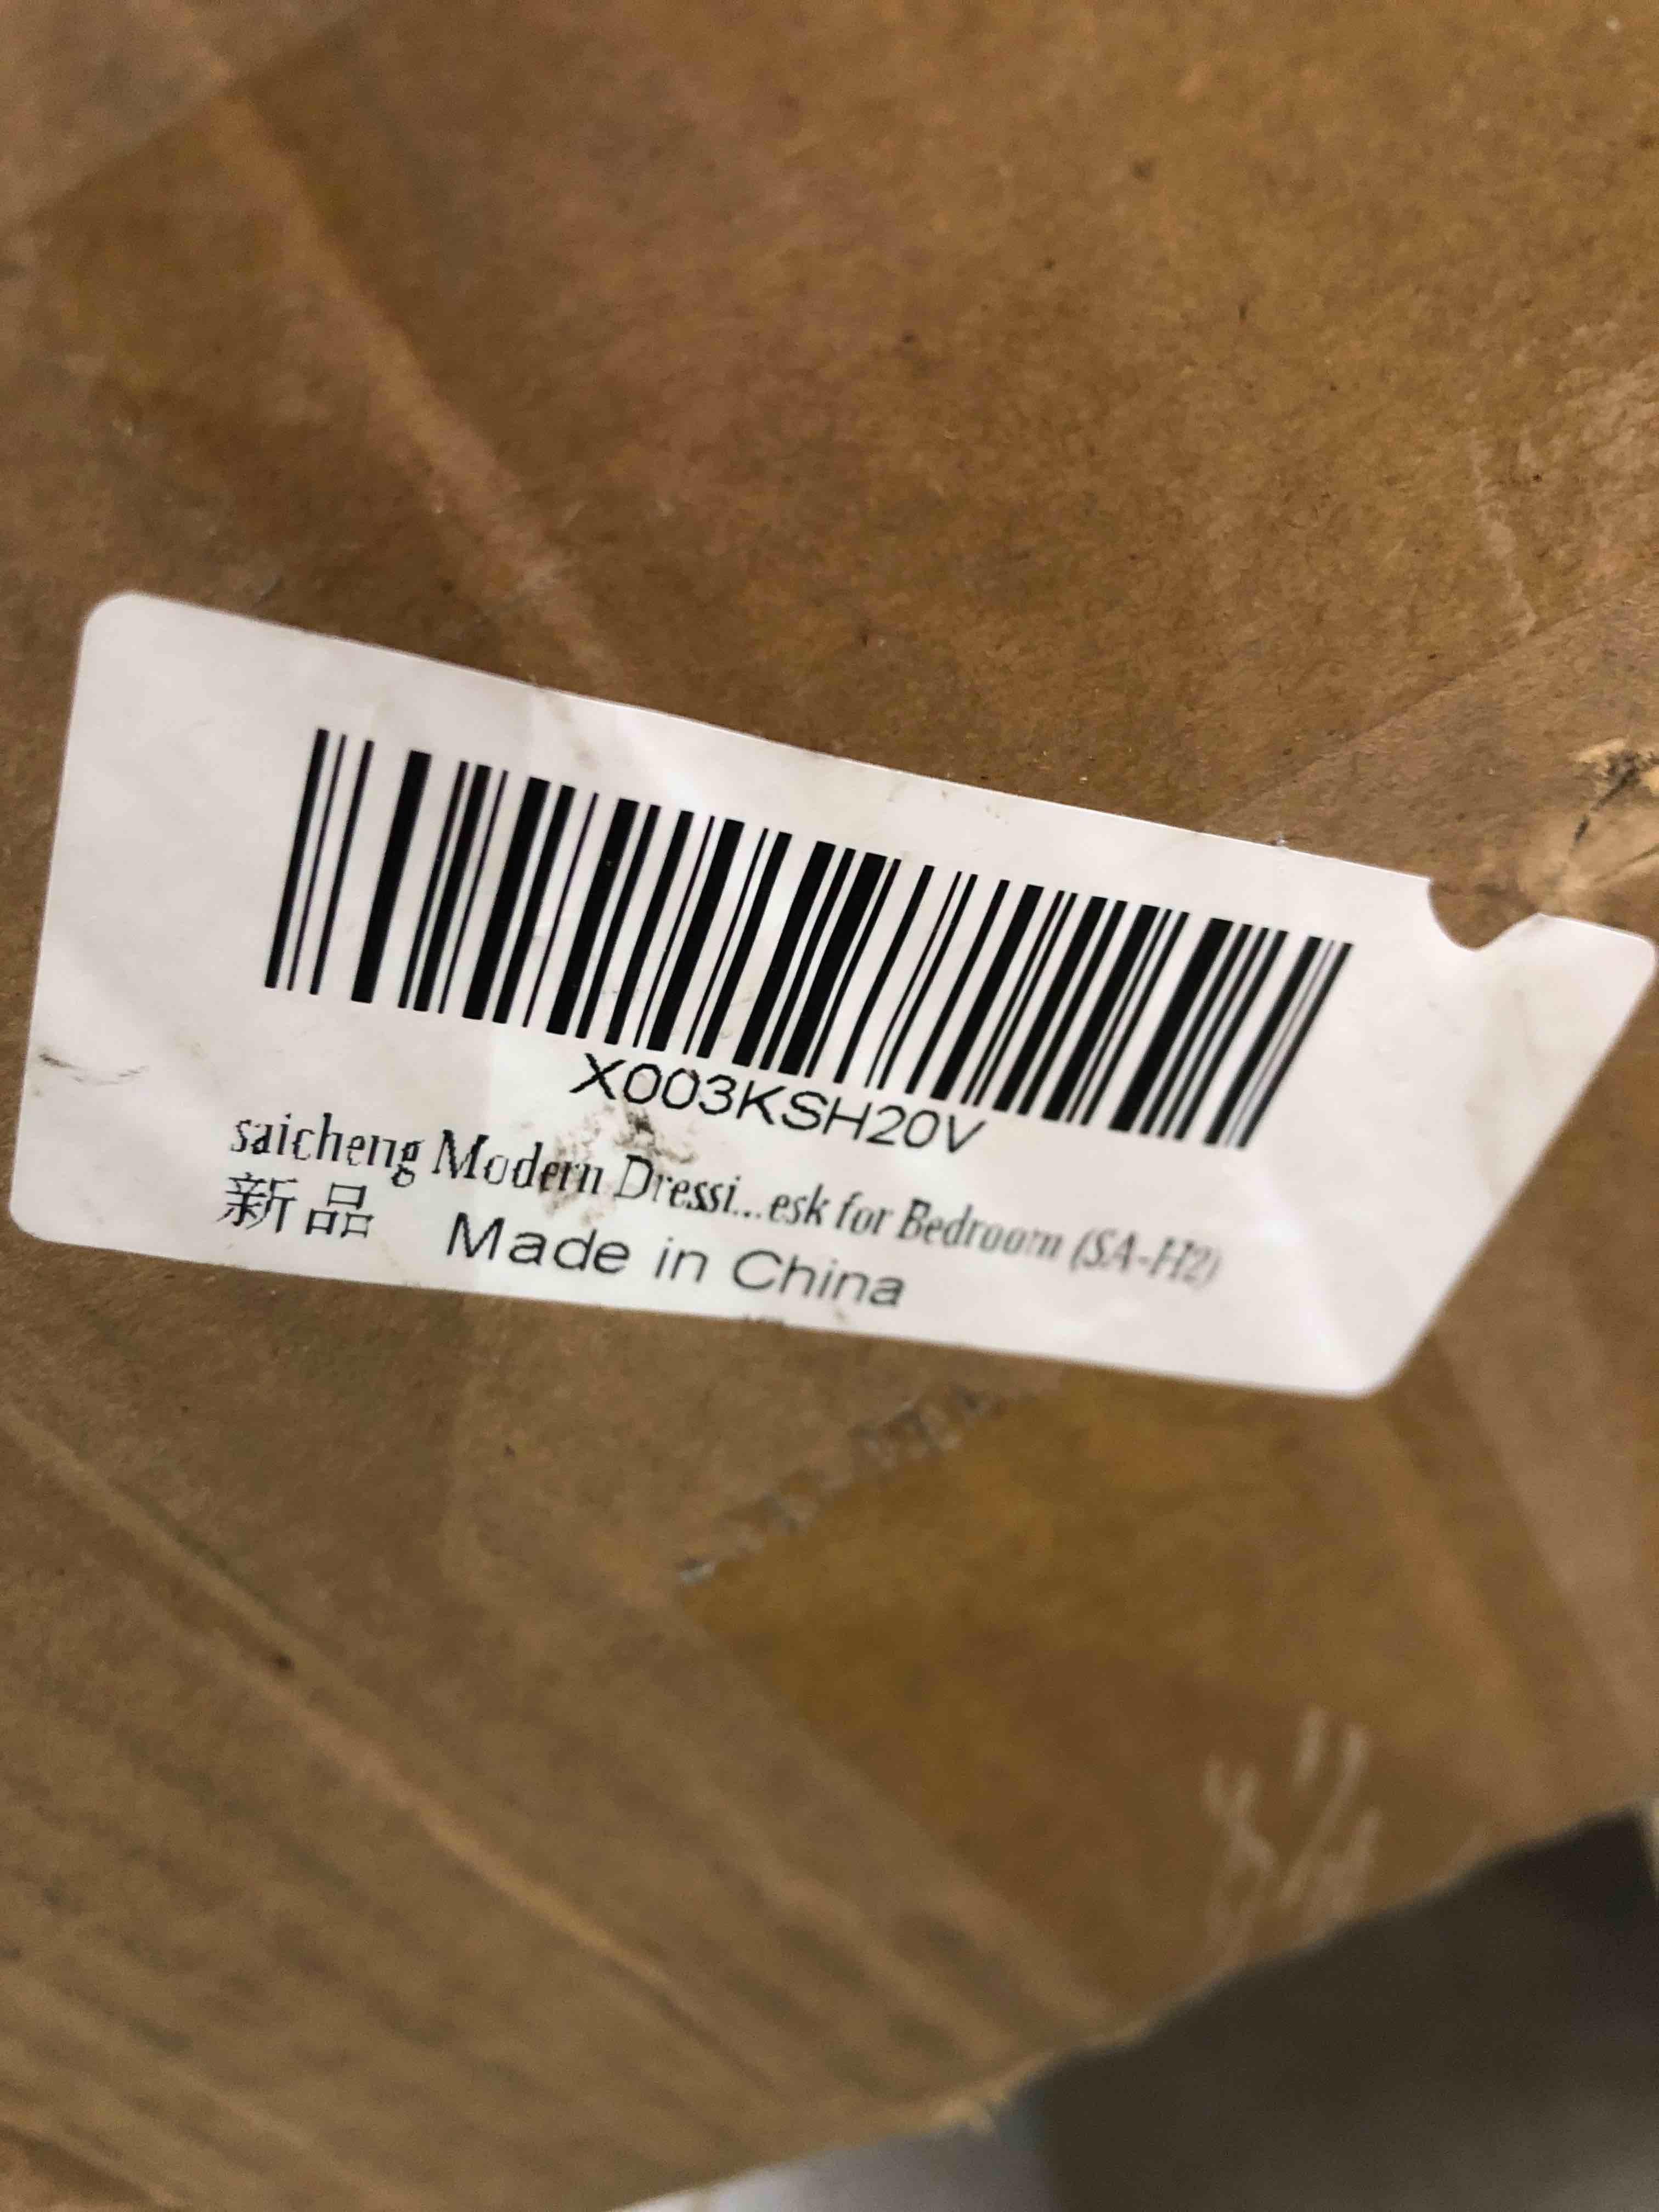 X003KSH20V
saicheng Modern Dressi...esk for Bedroom (SA-H2)
新品 Made in China